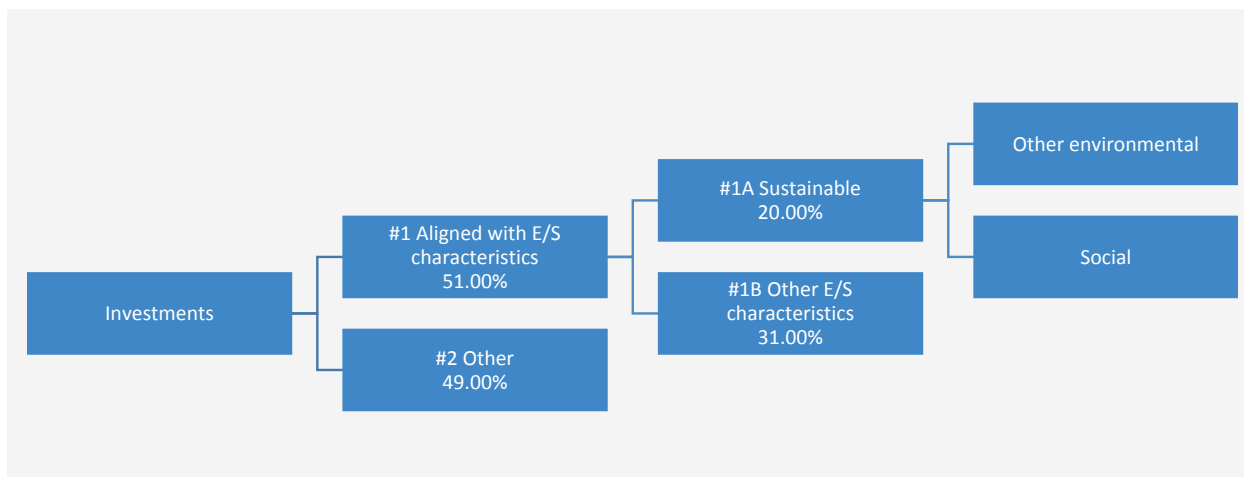 Investments
#1 Aligned with E/S
characteristics
51.00%
#2 Other
49.00%
#1A Sustainable
20.00%
#1B Other E/S
characteristics
31.00%
Other environmental
Social